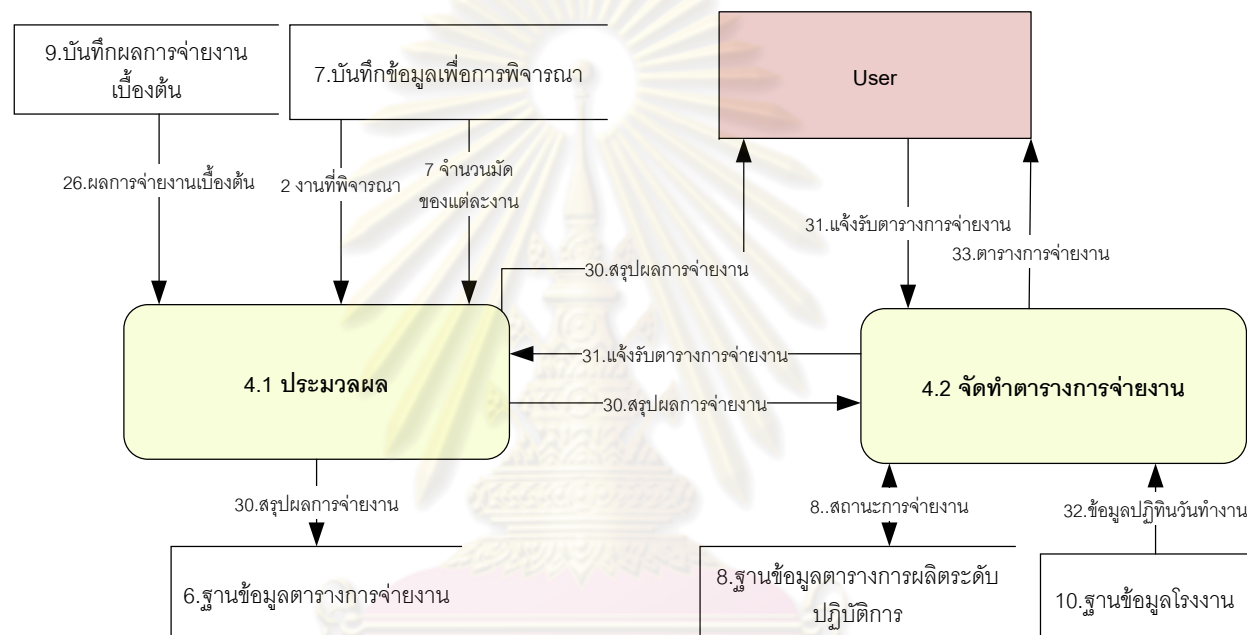 9.บันทึกผลการจ่ายงาน
เบื้องต้น
7.บันทึกข้อมูลเพื่อการพิจารณา
User
26.ผลการจ่ายงานเบื้องต้น
2 งานที่พิจารณา
7 จำนวนมัด
ของแต่ละงาน
31.แจ้งรับตารางการจ่ายงาน
33.ตารางการจ่ายงาน
30.สรุปผลการจ่ายงาน
31.แจ้งรับตารางการจ่ายงาน
4.1 ประมวลผล
4.2 จัดทำตารางการจ่ายงาน
30.สรุปผลการจ่ายงาน
30.สรุปผลการจ่ายงาน
8..สถานะการจ่ายงาน
32.ข้อมูลปฏิทินวันทำงาน
6.ฐานข้อมูลตารางการจ่ายงาน
8.ฐานข้อมูลตารางการผลิตระดับ
ปฏิบัติการ
10.ฐานข้อมูลโรงงาน